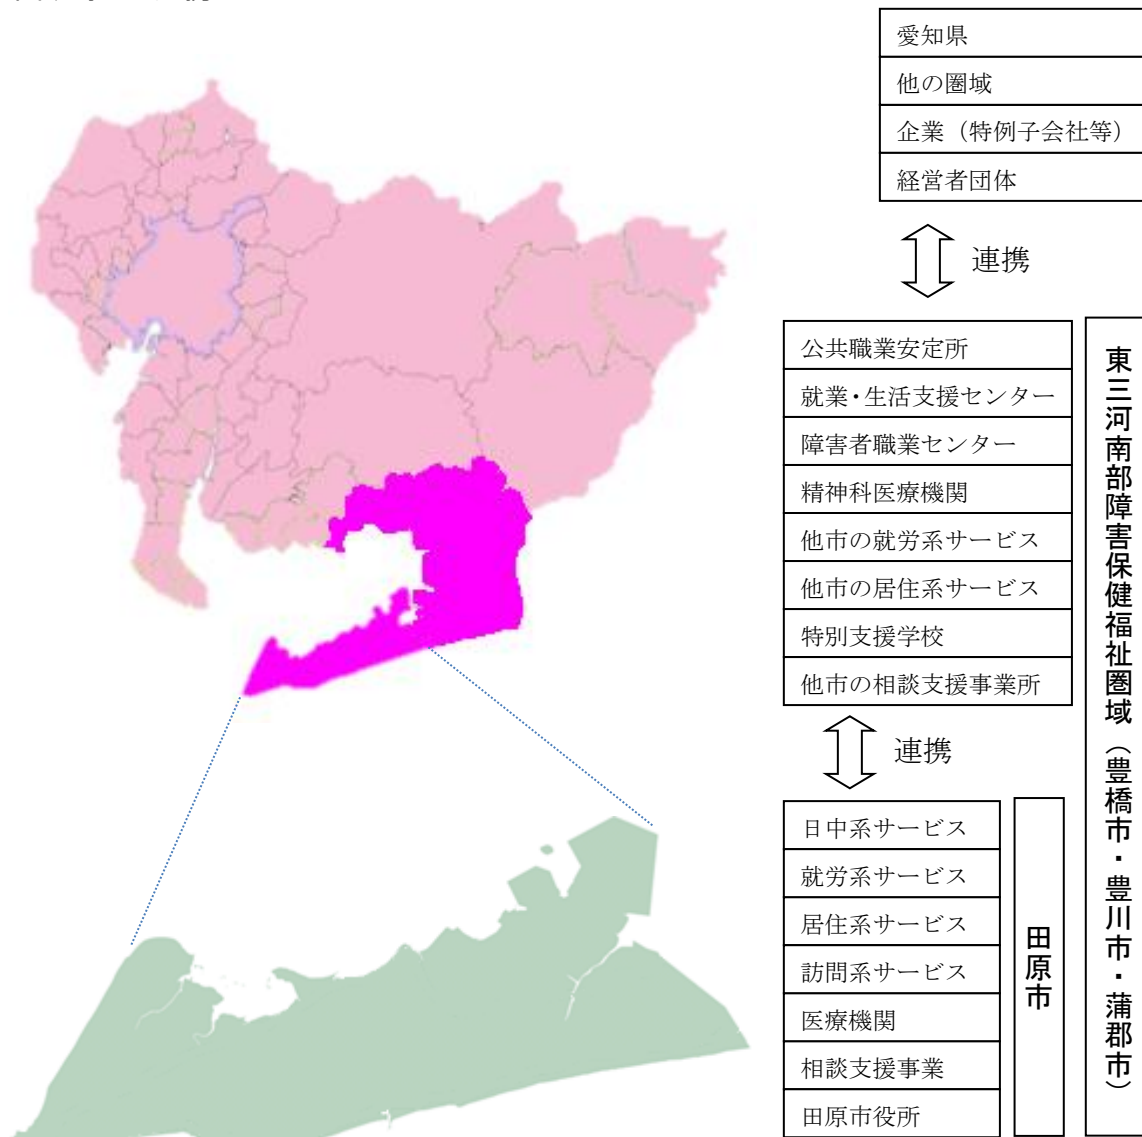 愛知県
他の圏域
企業（特例子会社等）
経営者団体
連携
公共職業安定所
就業・生活支援センター
障害者職業センター
精神科医療機関
他市の就労系サービス
他市の居住系サービス
特別支援学校
他市の相談支援事業所
東三河南部障害保健福祉圏域（豊橋市・豊川市・蒲郡市）
連携
日中系サービス
就労系サービス
居住系サービス
訪問系サービス
医療機関
相談支援事業
田原市役所
田原市